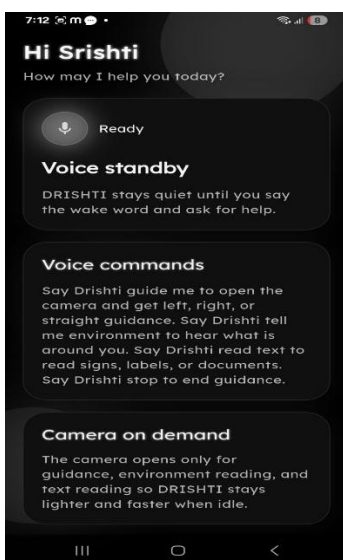 7:12
8
Hi Srishti
How may I help you today?
Ready
Voice standby
DRISHTI stays quiet until you say
the wake word and ask for help.
Voice commands
Say Drishti guide me to open the
camera and get left, right, or
straight guidance. Say Drishti tell
me environment to hear what is
around you. Say Drishti read text to
read signs, labels, or documents.
Say Drishti stop to end guidance.
Camera on demand
The camera opens only for
guidance, environment reading, and
text reading so DRISHTI stays
lighter and faster when idle.